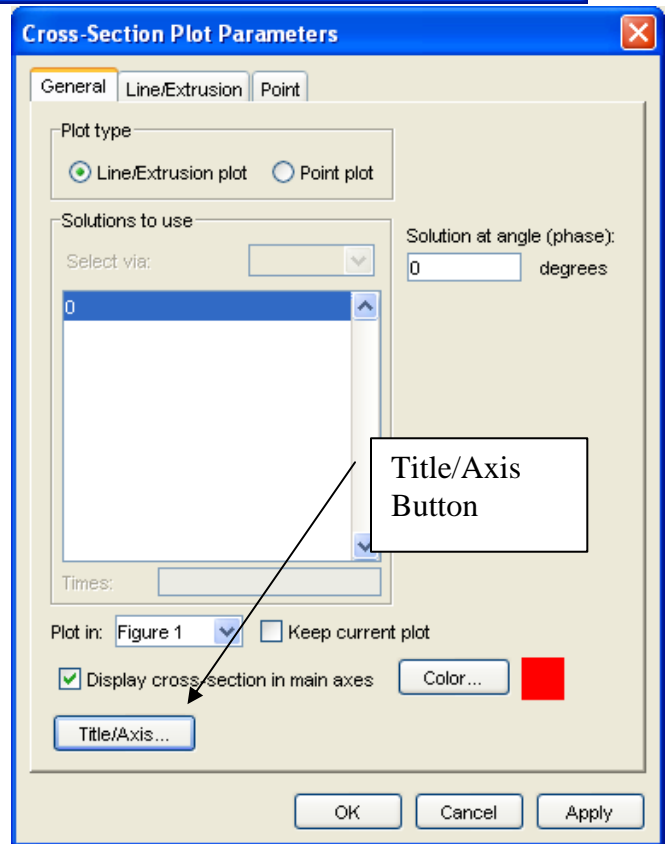 Cross-Section Plot Parameters
General Line/Extrusion Point
Plot type
Line/Extrusion plot Point plot
Solutions to use
Select via:
Solution at angle (phase):
0 degrees
0
Title/Axis
Button
Times:
Plot in: Figure 1 Keep current plot
Display cross-section in main axes Color...
Title/Axis...
OK Cancel Apply